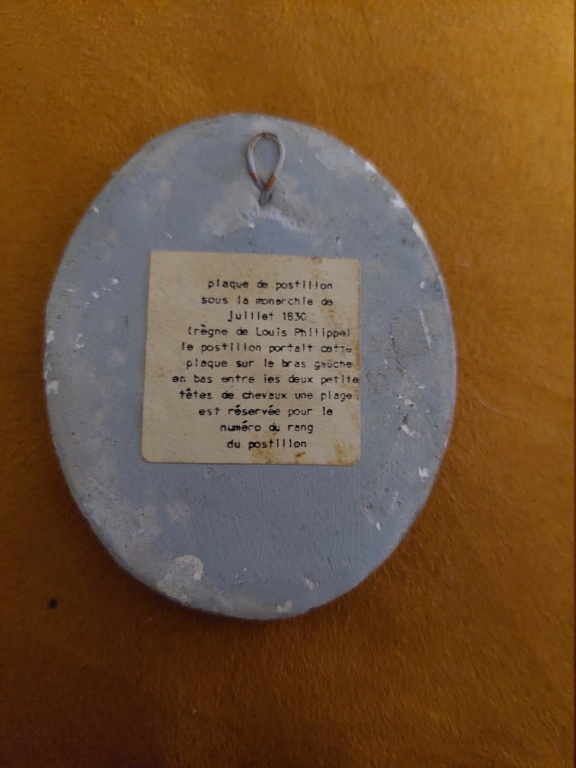 plaque de postillon
sous la monarchie de
juillet 1830
(règne de Louis Philippe)
le postillon portait cette
plaque sur le bras gauche
en bas entre les deux petite
têtes de chevaux une plage
est réservée pour le
numéro du rang
du postillon